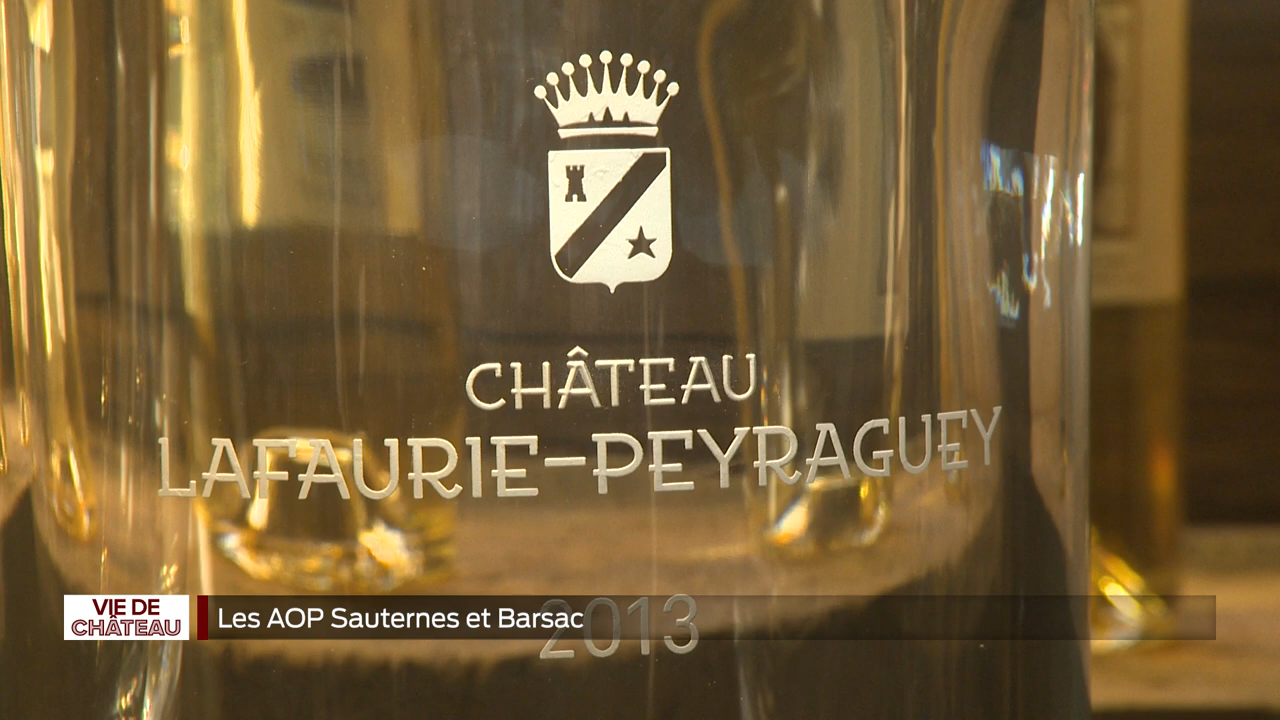 CHÂTEAU
LAFAURIE-PEYRAGUEY
2013
VIE DE
CHÂTEAU
Les AOP Sauternes et Barsac